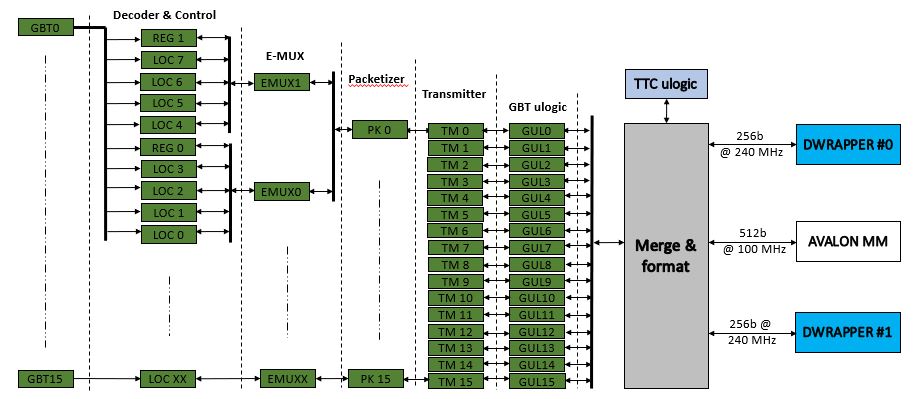 Decoder & Control
GBT0
REG 1
LOC 7
LOC 6
LOC 5
LOC 4
REG 0
LOC 3
LOC 2
LOC 1
LOC 0
GBT15
LOC XX
E-MUX
EMUX1
EMUX0
EMUXX
Packetizer
PK 0
PK 15
Transmitter
TM 0
TM 1
TM 2
TM 3
TM 4
TM 5
TM 6
TM 7
TM 8
TM 9
TM 10
TM 11
TM 12
TM 13
TM 14
TM 15
GBT ulogic
GUL0
GUL1
GUL2
GUL3
GUL4
GUL5
GUL6
GUL7
GUL8
GUL9
GUL10
GUL11
GUL12
GUL13
GUL14
GUL15
TTC ulogic
Merge &
format
256b
@ 240 MHz
DWRAPPER #0
512b
@ 100 MHz
AVALON MM
256b @
240 MHz
DWRAPPER #1